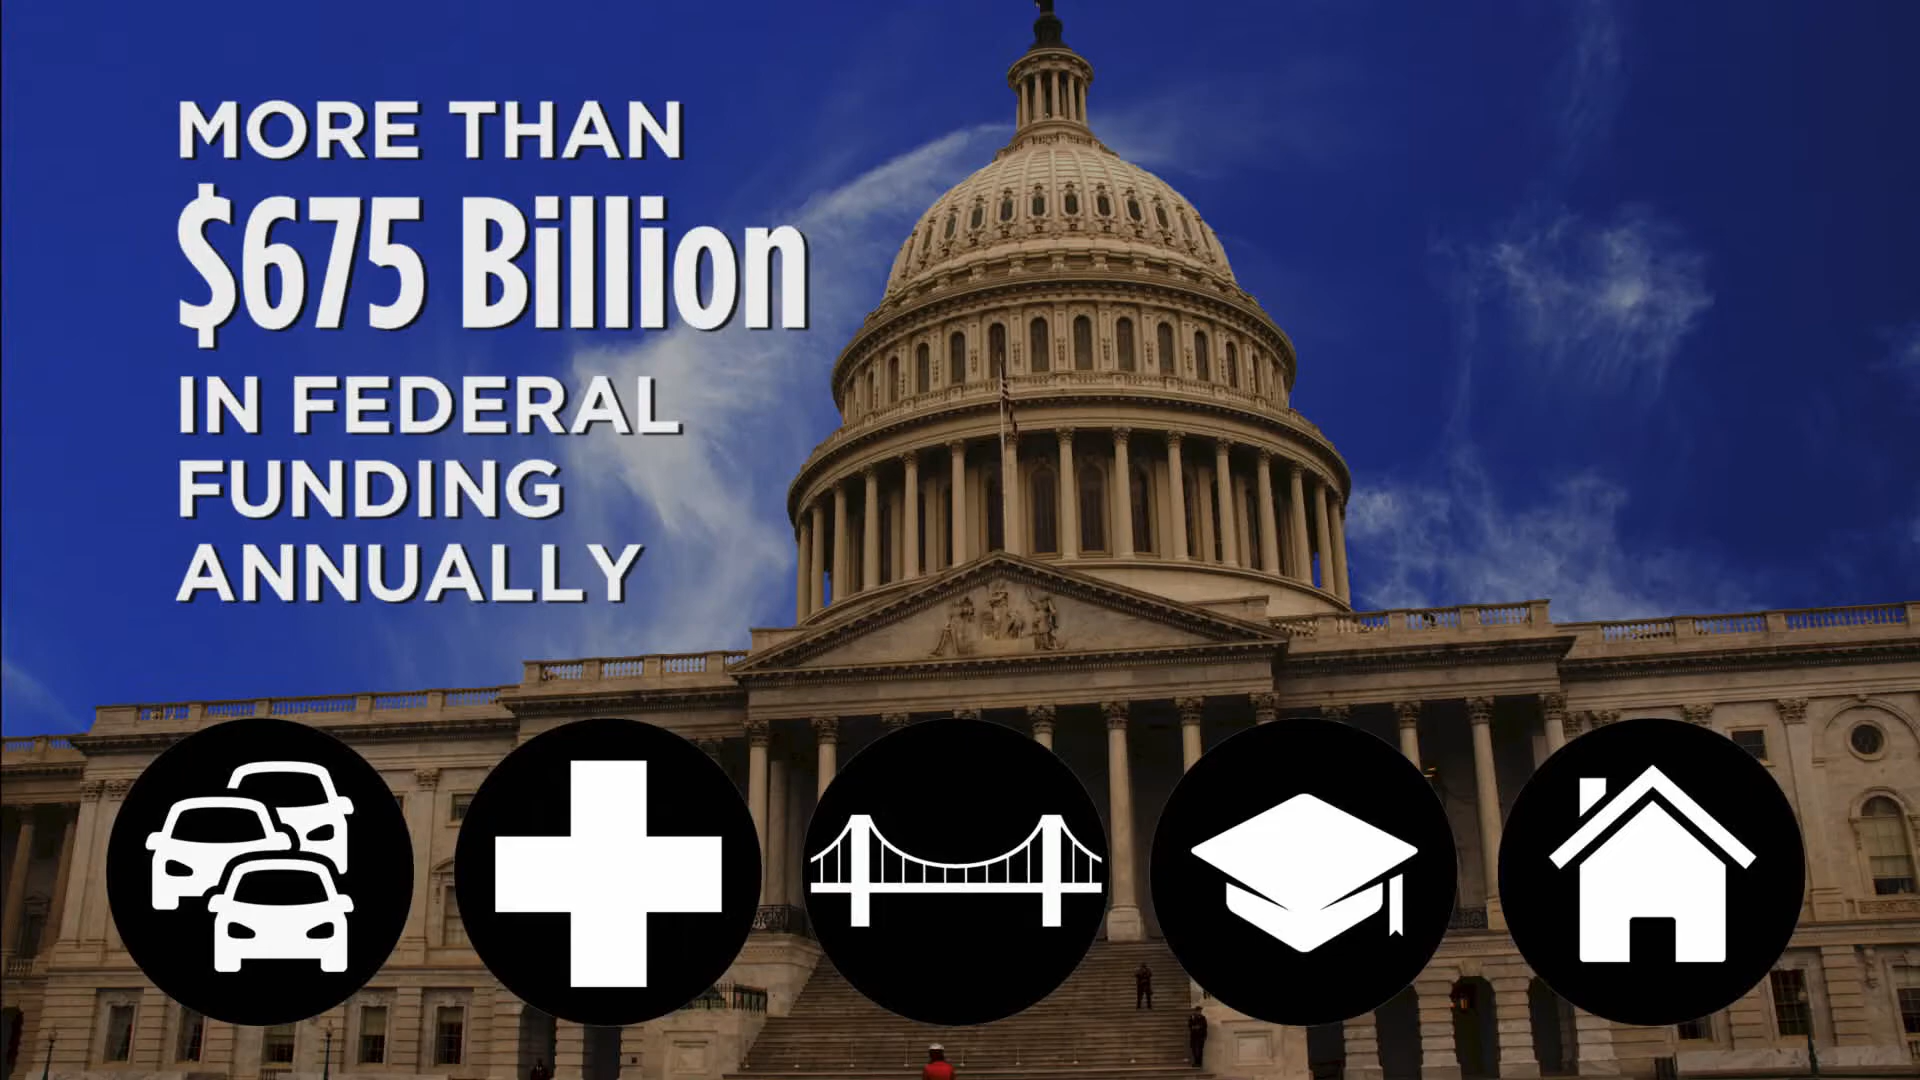 MORE THAN
$675 Billion
IN FEDERAL
FUNDING
ANNUALLY